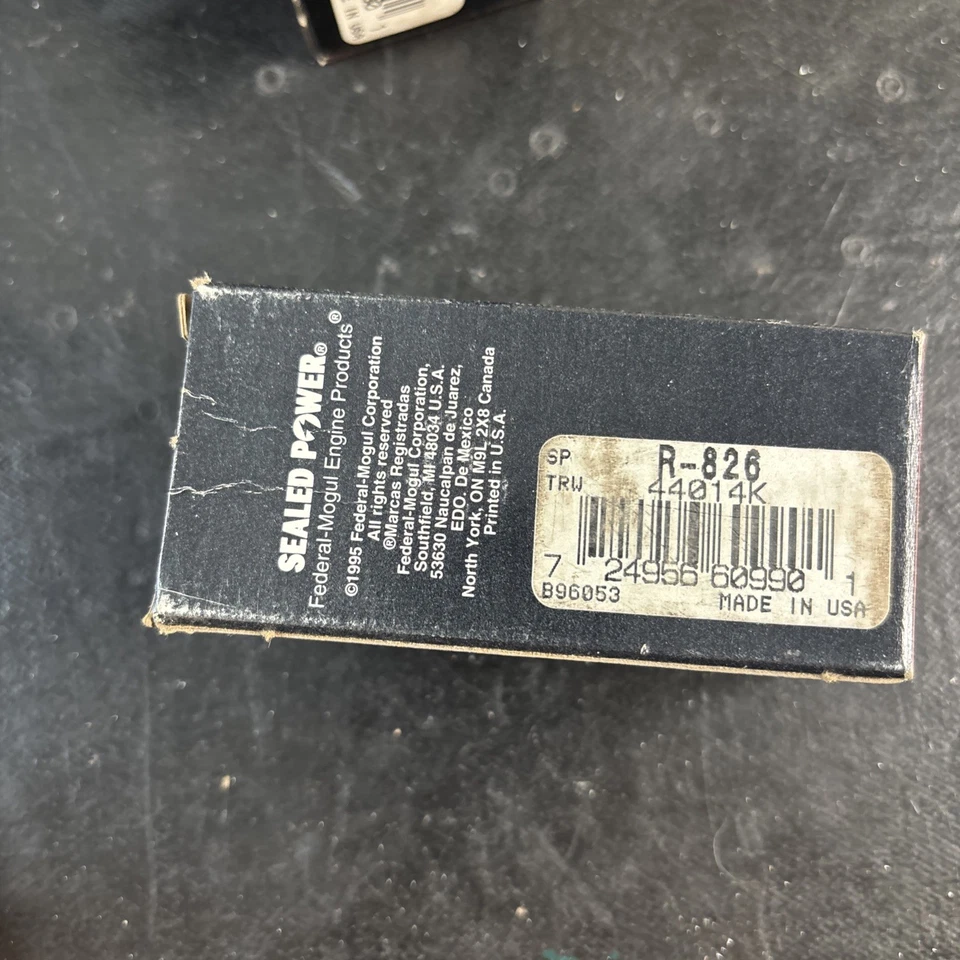 SEALED POWER®
Federal-Mogul Engine Products®
©1995 Federal-Mogul Corporation
All rights reserved
®Marcas Registradas
Federal-Mogul Corporation,
Southfield, MI 48034 U.S.A.
53630 Naucalpan de Juarez,
EDO. De Mexico
North York, ON M9L 2X8 Canada
Printed in U.S.A.
SP R-826
TRW 44014K
7 24956 60990 1
B96053 MADE IN USA
IN USA